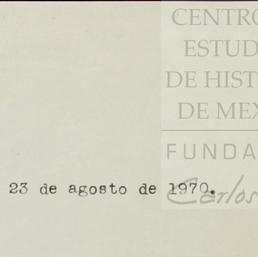 CENTRO
ESTUD
DE HIST
DE MEX
FUNDA
Carlos
23 de agosto de 1970.